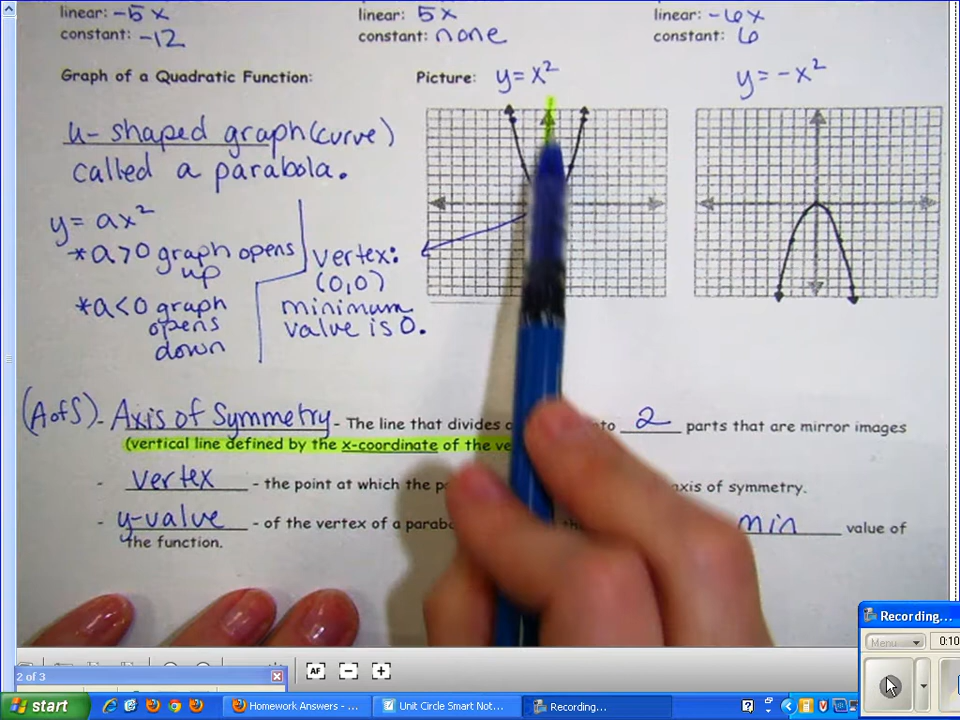 linear: -5x
linear: 5x
linear: -6x
constant: -12
constant: none
constant: 6
Graph of a Quadratic Function:
Picture: y=x²
y=-x²
u-shaped graph (curve)
called a parabola.
y=ax²
*a>0 graph opens
up
*a<0 graph
opens
down
vertex:
(0,0)
minimum
value is 0.
(A of S) - Axis of Symmetry - The line that divides
2 parts that are mirror images
(vertical line defined by the x-coordinate of the
- vertex - the point at which the
axis of symmetry.
- y-value - of the vertex of a
min value of
the function.
Recording...
Menu
0:10
AF
2 of 3
start
Homework Answers - ...
Unit Circle Smart Not...
Recording...